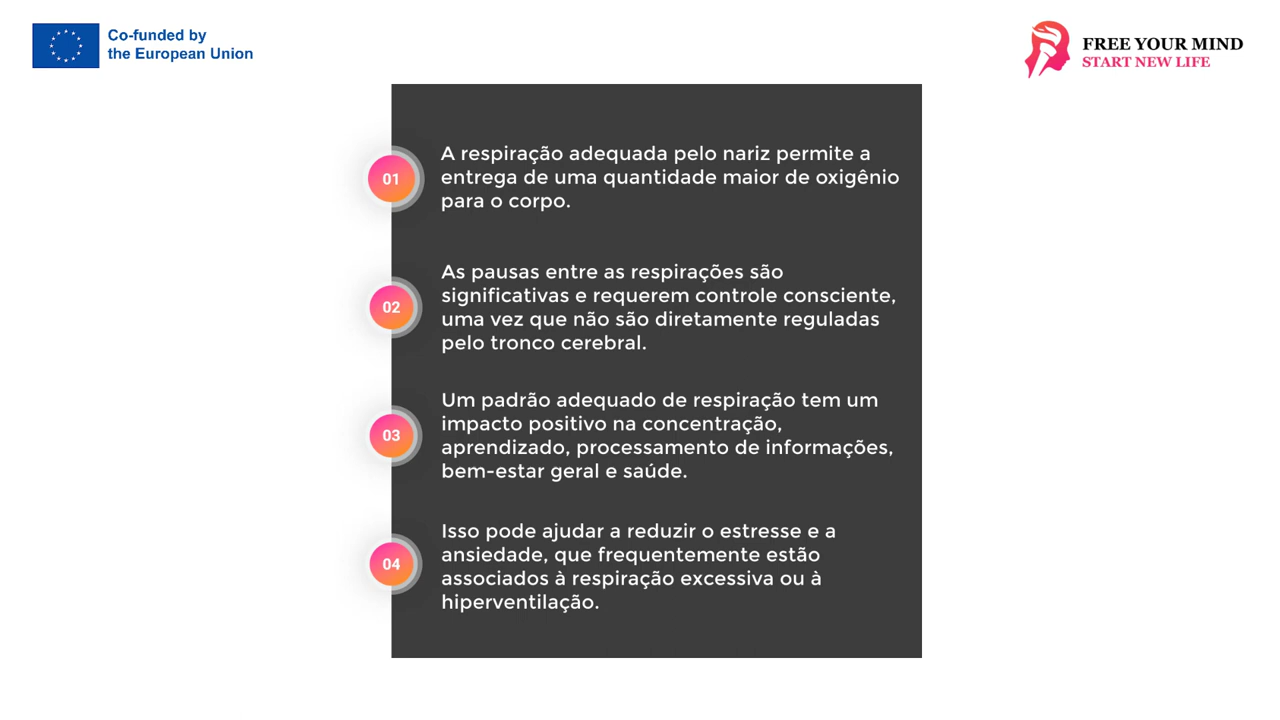 Co-funded by
the European Union
FREE YOUR MIND
START NEW LIFE
01
A respiração adequada pelo nariz permite a
entrega de uma quantidade maior de oxigênio
para o corpo.
02
As pausas entre as respirações são
significativas e requerem controle consciente,
uma vez que não são diretamente reguladas
pelo tronco cerebral.
03
Um padrão adequado de respiração tem um
impacto positivo na concentração,
aprendizado, processamento de informações,
bem-estar geral e saúde.
04
Isso pode ajudar a reduzir o estresse e a
ansiedade, que frequentemente estão
associados à respiração excessiva ou à
hiperventilação.